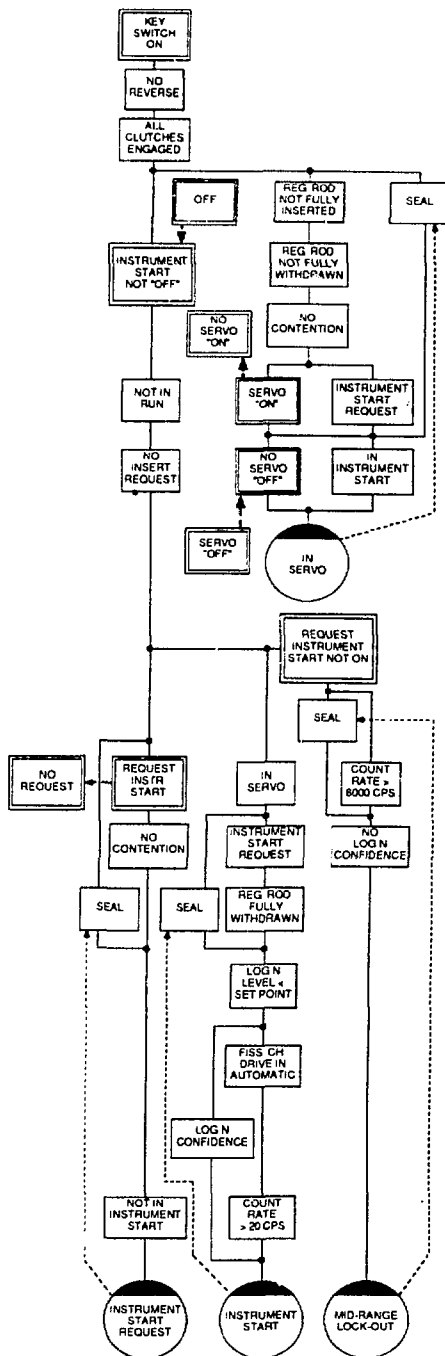 KEY
SWITCH
ON
NO
REVERSE
ALL
CLUTCHES
ENGAGED
OFF
REG ROD
NOT FULLY
INSERTED
SEAL
INSTRUMENT
START
NOT "OFF"
REG ROD
NOT FULLY
WITHDRAWN
NO
SERVO
"ON"
NO
CONTENTION
NOT IN
RUN
SERVO
"ON"
INSTRUMENT
START
REQUEST
NO
INSERT
REQUEST
NO
SERVO
"OFF"
IN
INSTRUMENT
START
SERVO
"OFF"
IN
SERVO
REQUEST
INSTRUMENT
START NOT ON
SEAL
NO
REQUEST
REQUEST
INSTR
START
IN
SERVO
COUNT
RATE >
8000 CPS
NO
CONTENTION
INSTRUMENT
START
REQUEST
NO
LOG N
CONFIDENCE
SEAL
SEAL
REG ROD
FULLY
WITHDRAWN
LOG N
LEVEL <
SET POINT
FISS CH
DRIVE IN
AUTOMATIC
LOG N
CONFIDENCE
NOT IN
INSTRUMENT
START
COUNT
RATE
> 20 CPS
INSTRUMENT
START
REQUEST
INSTRUMENT
START
MID-RANGE
LOCK-OUT